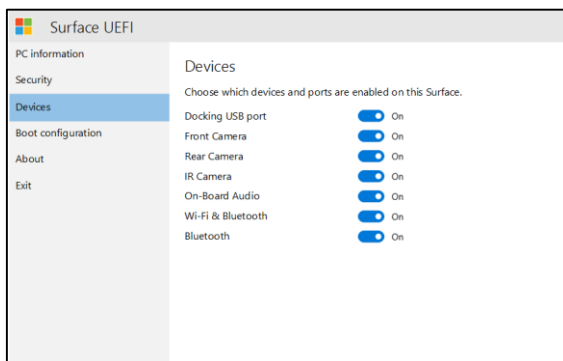 Surface UEFI
PC information
Security
Devices
Boot configuration
About
Exit
Devices
Choose which devices and ports are enabled on this Surface.
Docking USB port On
Front Camera On
Rear Camera On
IR Camera On
On-Board Audio On
Wi-Fi & Bluetooth On
Bluetooth On